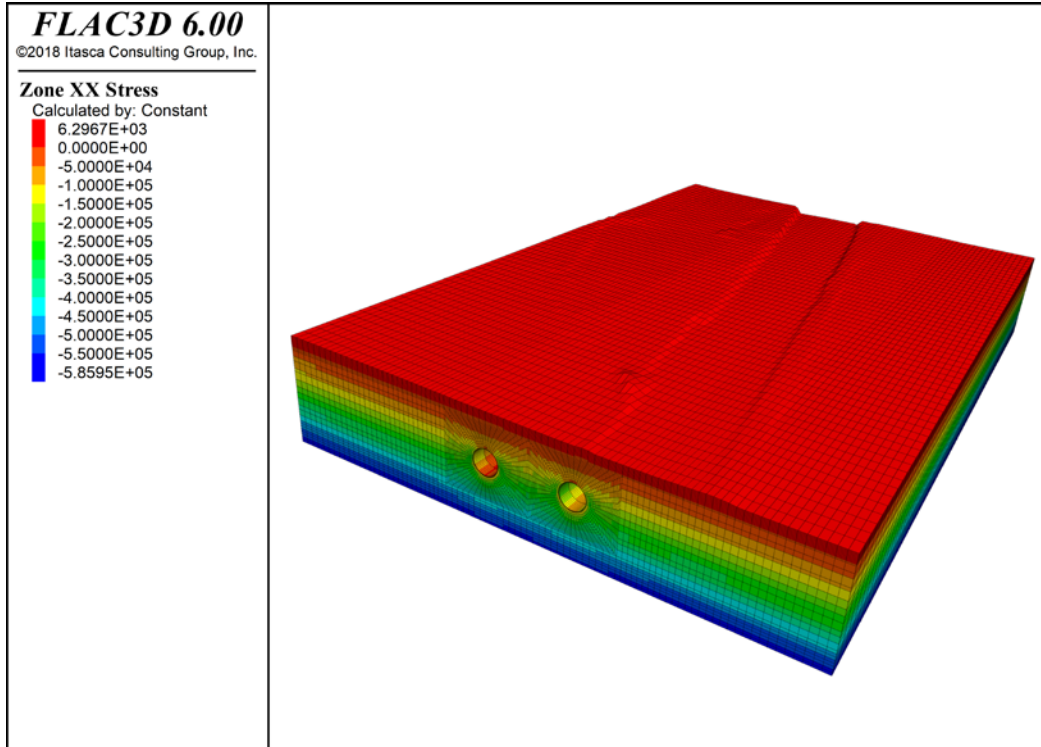 FLAC3D 6.00
©2018 Itasca Consulting Group, Inc.
Zone XX Stress
Calculated by: Constant
6.2967E+03
0.0000E+00
-5.0000E+04
-1.0000E+05
-1.5000E+05
-2.0000E+05
-2.5000E+05
-3.0000E+05
-3.5000E+05
-4.0000E+05
-4.5000E+05
-5.0000E+05
-5.5000E+05
-5.8595E+05